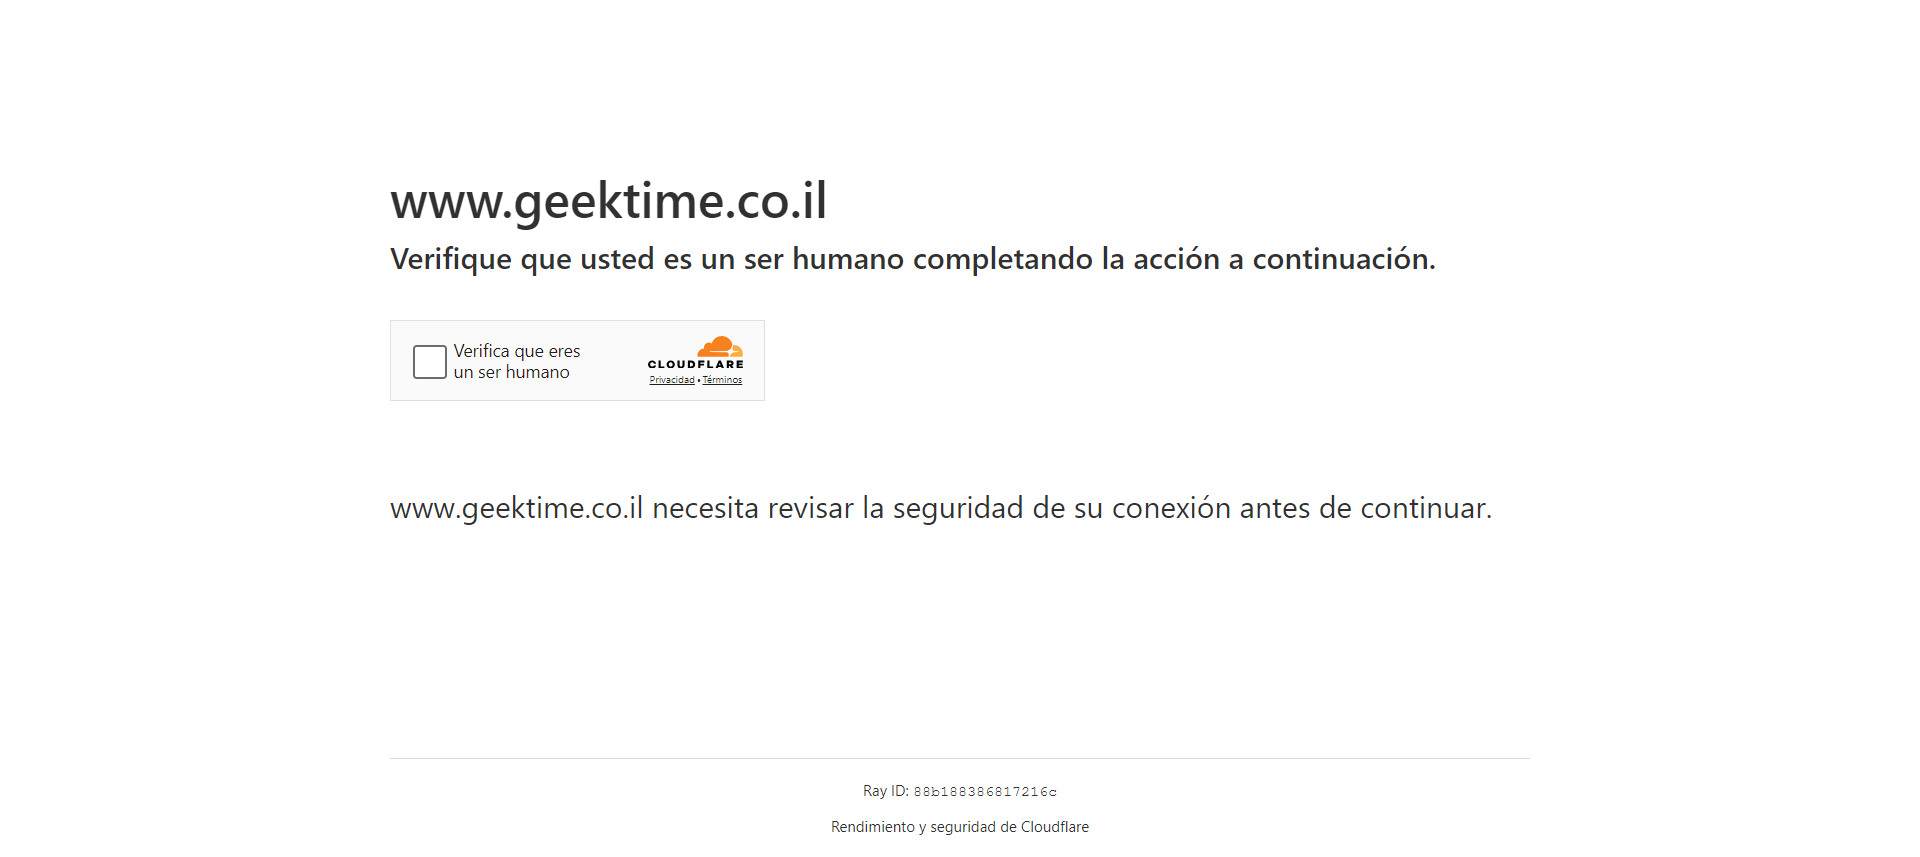 www.geektime.co.il
Verifique que usted es un ser humano completando la acción a continuación.
Verifica que eres
un ser humano
CLOUDFLARE
Privacidad • Términos
www.geektime.co.il necesita revisar la seguridad de su conexión antes de continuar.
Ray ID: 88b188386817216c
Rendimiento y seguridad de Cloudflare